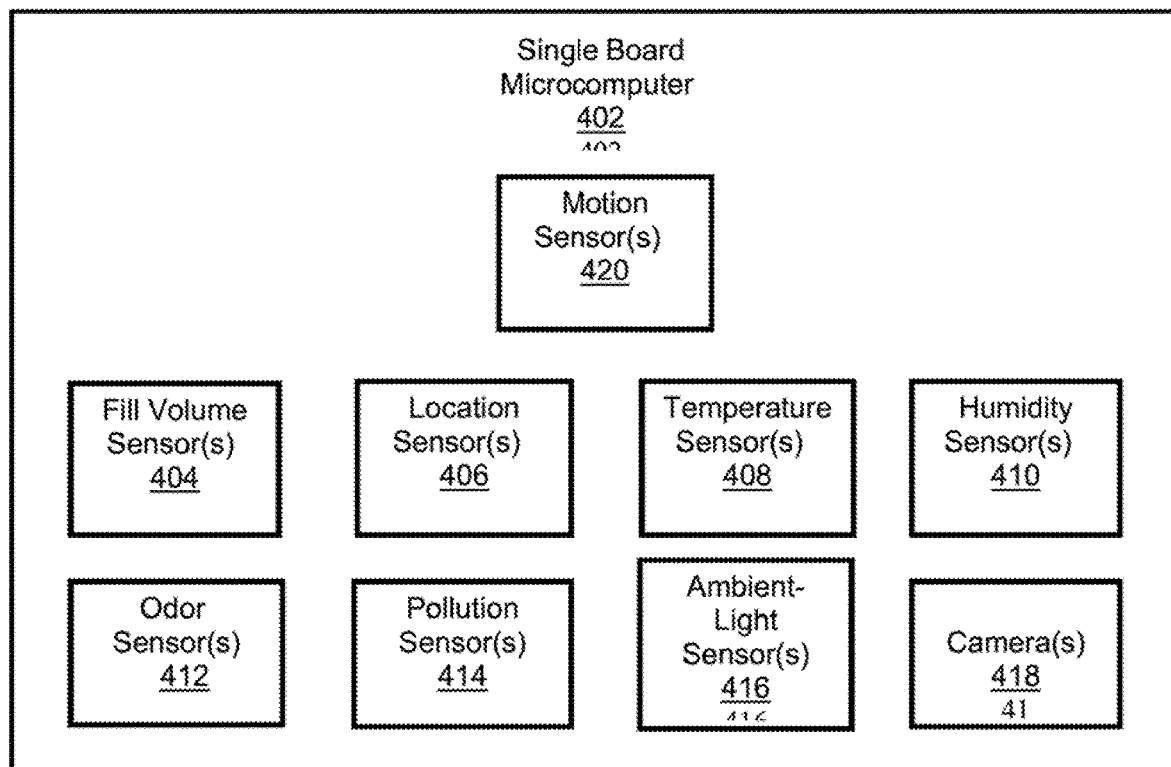 Single Board
Microcomputer
402
Motion
Sensor(s)
420
Fill Volume
Sensor(s)
404
Location
Sensor(s)
406
Temperature
Sensor(s)
408
Humidity
Sensor(s)
410
Odor
Sensor(s)
412
Pollution
Sensor(s)
414
Ambient-
Light
Sensor(s)
416
Camera(s)
418
41